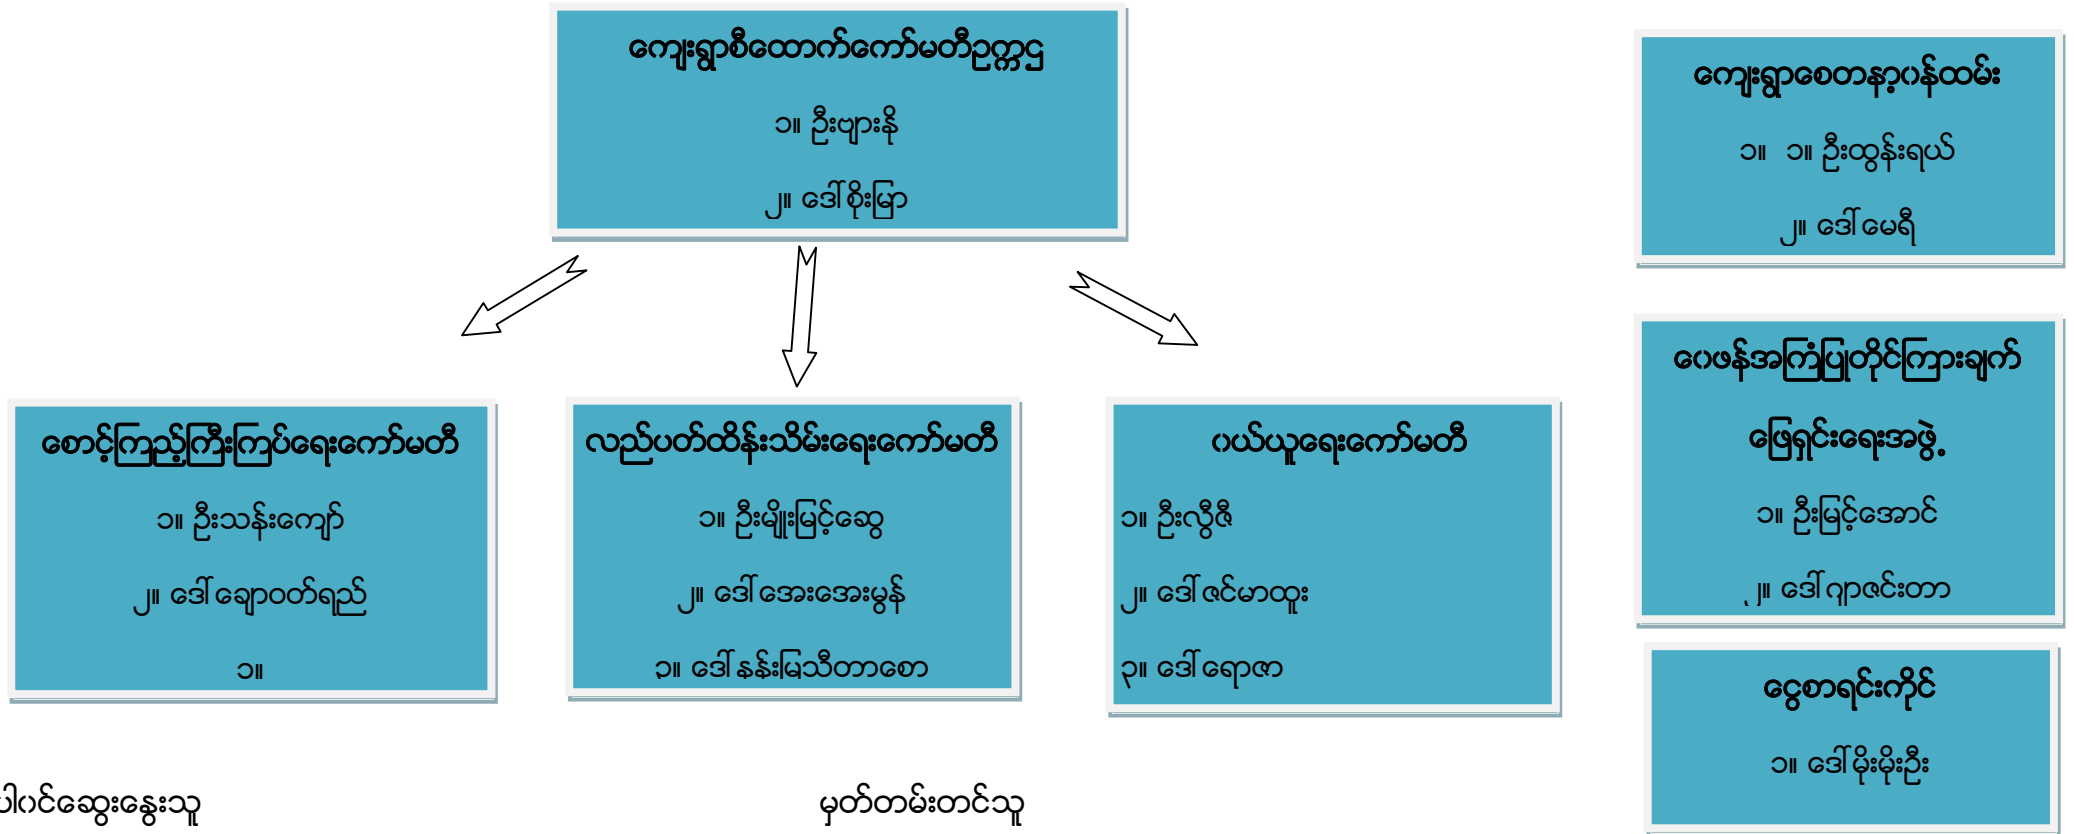 ကျေးရွာစီထောက်ကော်မတီဥက္ကဌ
၁။ ဦးဗျားနို
၂။ ဒေါ်စိုးမြာ
ကျေးရွာစေတနာ့ဝန်ထမ်း
၁။ ၁။ ဦးထွန်းရယ်
၂။ ဒေါ်မေရီ
ဝေဖန်အကြံပြုတိုင်ကြားချက်
ဖြေရှင်းရေးအဖွဲ့
၁။ ဦးမြင့်အောင်
၂။ ဒေါ်ဂျာဇင်းတာ
စောင့်ကြည့်ကြီးကြပ်ရေးကော်မတီ
၁။ ဦးသန်းကျော်
၂။ ဒေါ်ချောဝတ်ရည်
၁။
လည်ပတ်ထိန်းသိမ်းရေးကော်မတီ
၁။ ဦးမျိုးမြင့်ဆွေ
၂။ ဒေါ်အေးအေးမွန်
၃။ ဒေါ်နန်းမြသီတာစော
ဝယ်ယူရေးကော်မတီ
၁။ ဦးလွီဇီ
၂။ ဒေါ်ဇင်မာထူး
၃။ ဒေါ်ရောဇာ
ငွေစာရင်းကိုင်
၁။ ဒေါ်မိုးမိုးဦး
ပါဝင်ဆွေးနွေးသူ
မှတ်တမ်းတင်သူ